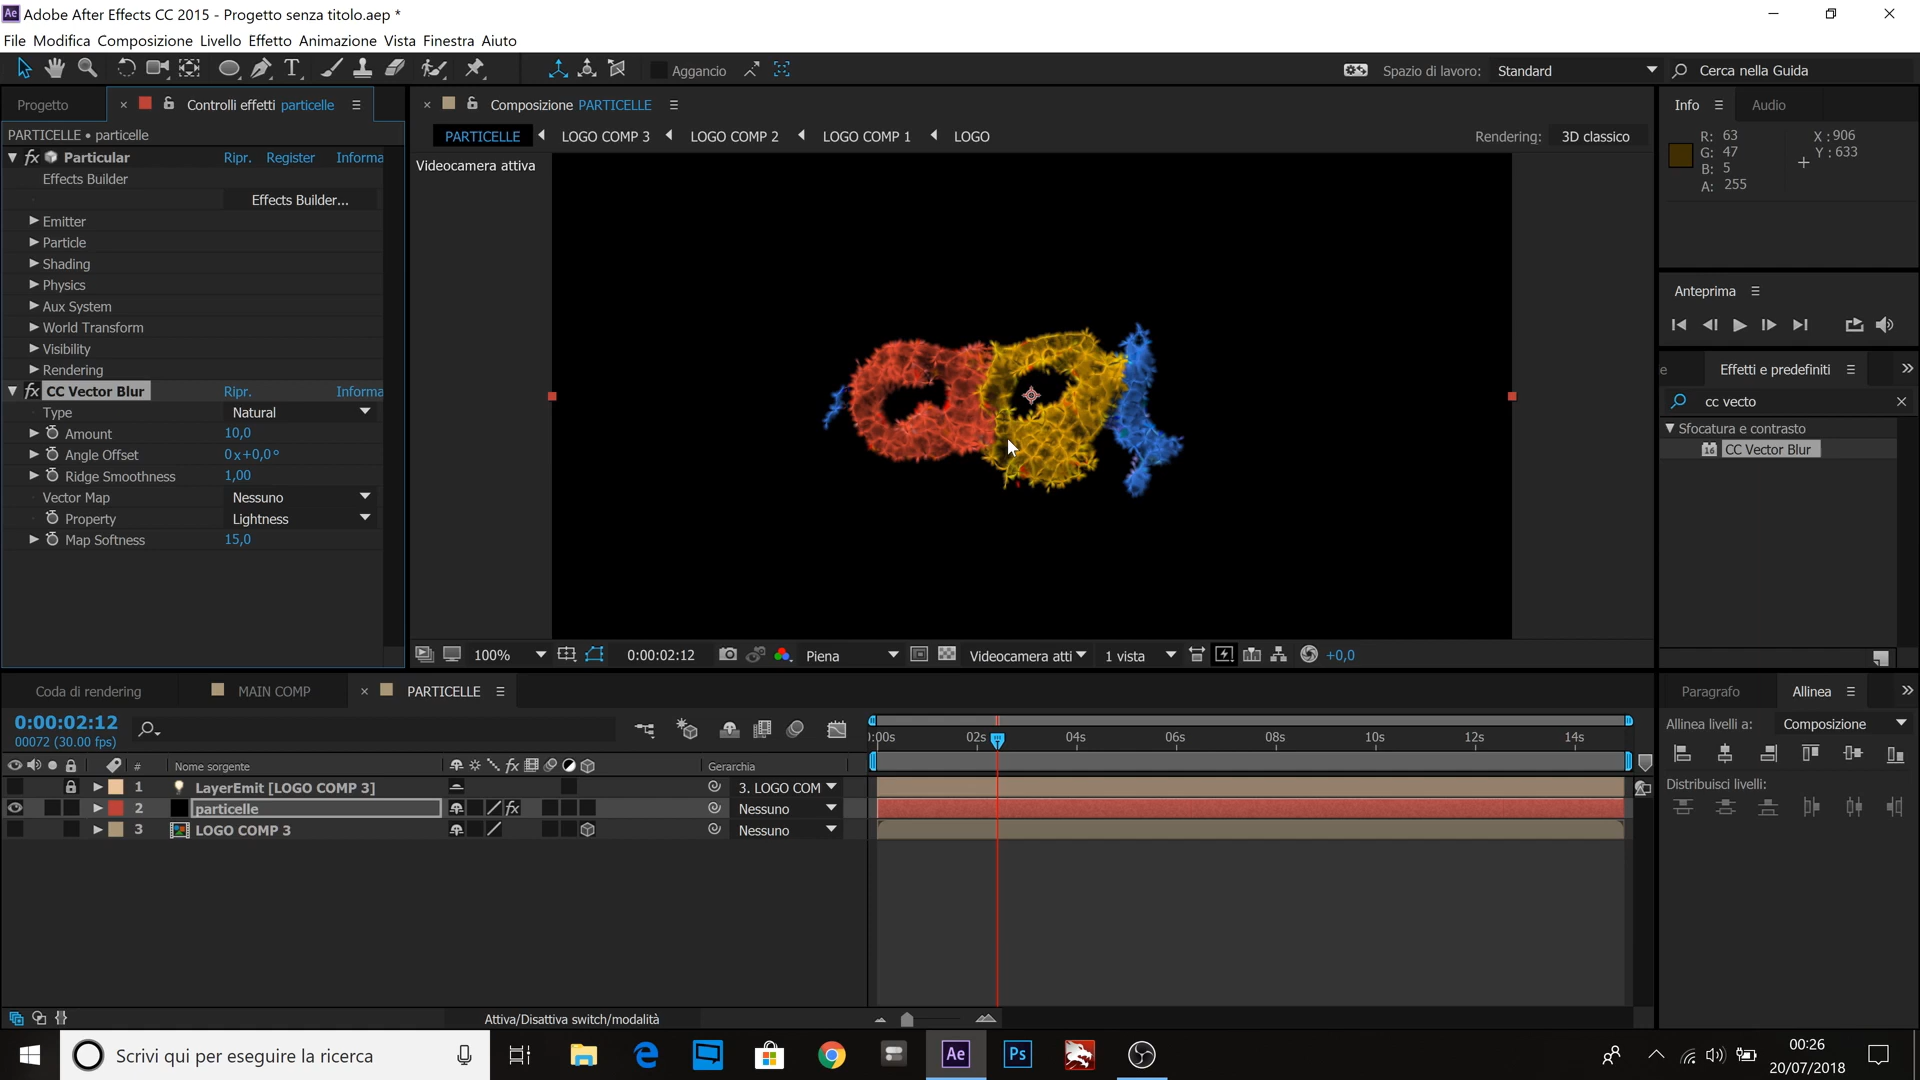 Adobe After Effects CC 2015 - Progetto senza titolo.aep *
File Modifica Composizione Livello Effetto Animazione Vista Finestra Aiuto
Aggancio
Spazio di lavoro: Standard
Cerca nella Guida
Progetto
Controlli effetti particelle
Composizione PARTICELLE
Info
Audio
PARTICELLE • particelle
PARTICELLE
LOGO COMP 3
LOGO COMP 2
LOGO COMP 1
LOGO
Rendering: 3D classico
R: 63
G: 47
B: 5
A: 255
X : 906
Y : 633
Particular Ripr. Register Informa
Effects Builder
Effects Builder...
Emitter
Particle
Shading
Physics
Aux System
World Transform
Visibility
Rendering
CC Vector Blur Ripr. Informa
Type Natural
Amount 10,0
Angle Offset 0x+0,0°
Ridge Smoothness 1,00
Vector Map Nessuno
Property Lightness
Map Softness 15,0
Videocamera attiva
Anteprima
e
Effetti e predefiniti
cc vecto
Sfocatura e contrasto
CC Vector Blur
100%
0:00:02:12
Piena
Videocamera atti
1 vista
+0,0
Coda di rendering
MAIN COMP
PARTICELLE
Paragrafo
Allinea
0:00:02:12
00072 (30.00 fps)
):00s 02s 04s 06s 08s 10s 12s 14s
Allinea livelli a: Composizione
Distribuisci livelli:
# Nome sorgente Gerarchia
1 LayerEmit [LOGO COMP 3] 3. LOGO COM
2 particelle Nessuno
3 LOGO COMP 3 Nessuno
Attiva/Disattiva switch/modalità
Scrivi qui per eseguire la ricerca
Ae
Ps
00:26
20/07/2018